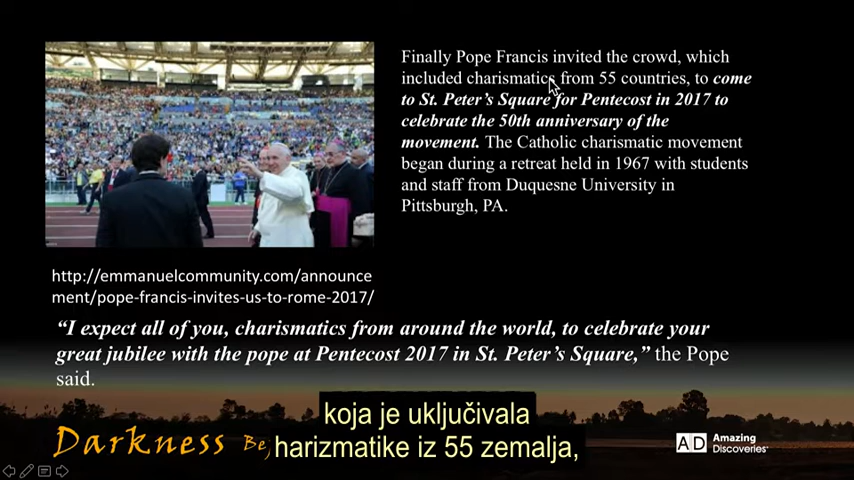 Finally Pope Francis invited the crowd, which
included charismatics from 55 countries, to come
to St. Peter's Square for Pentecost in 2017 to
celebrate the 50th anniversary of the
movement. The Catholic charismatic movement
began during a retreat held in 1967 with students
and staff from Duquesne University in
Pittsburgh, PA.
http://emmanuelcommunity.com/announce
ment/pope-francis-invites-us-to-rome-2017/
“I expect all of you, charismatics from around the world, to celebrate your
great jubilee with the pope at Pentecost 2017 in St. Peter’s Square,” the Pope
said.
koja je uključivala
harizmatike iz 55 zemalja,
Darkness
AD Amazing
Discoveries